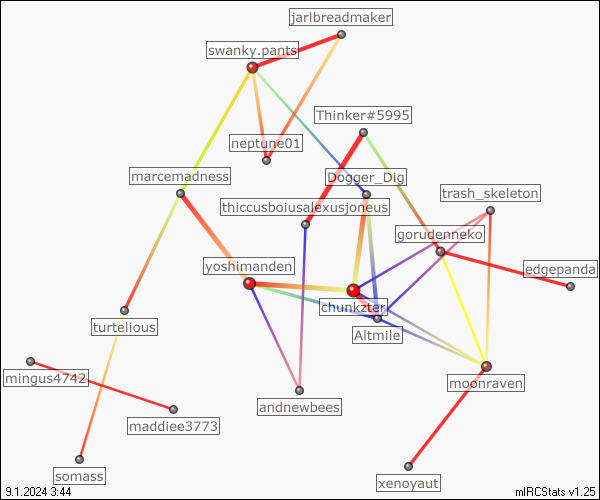 jarlbreadmaker
swanky.pants
Thinker#5995
neptune01
marcemadness
Dogger_Dig
trash_skeleton
thiccusboiusalexusjoneus
gorudenneko
yoshinanden
edgepanda
chunkzter
turtelious
Altmile
mingus4742
moonraven
andnewbees
maddiee3773
somass
xenoyaut
9.1.2024 3:44
mIRCStats v1.25